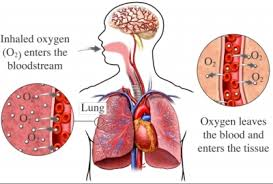 Inhaled oxygen
(O₂) enters the
bloodstream
O₂
O₂
O₂
Lung
O₂
O₂
O₂
O₂
Oxygen leaves
the blood and
enters the tissue